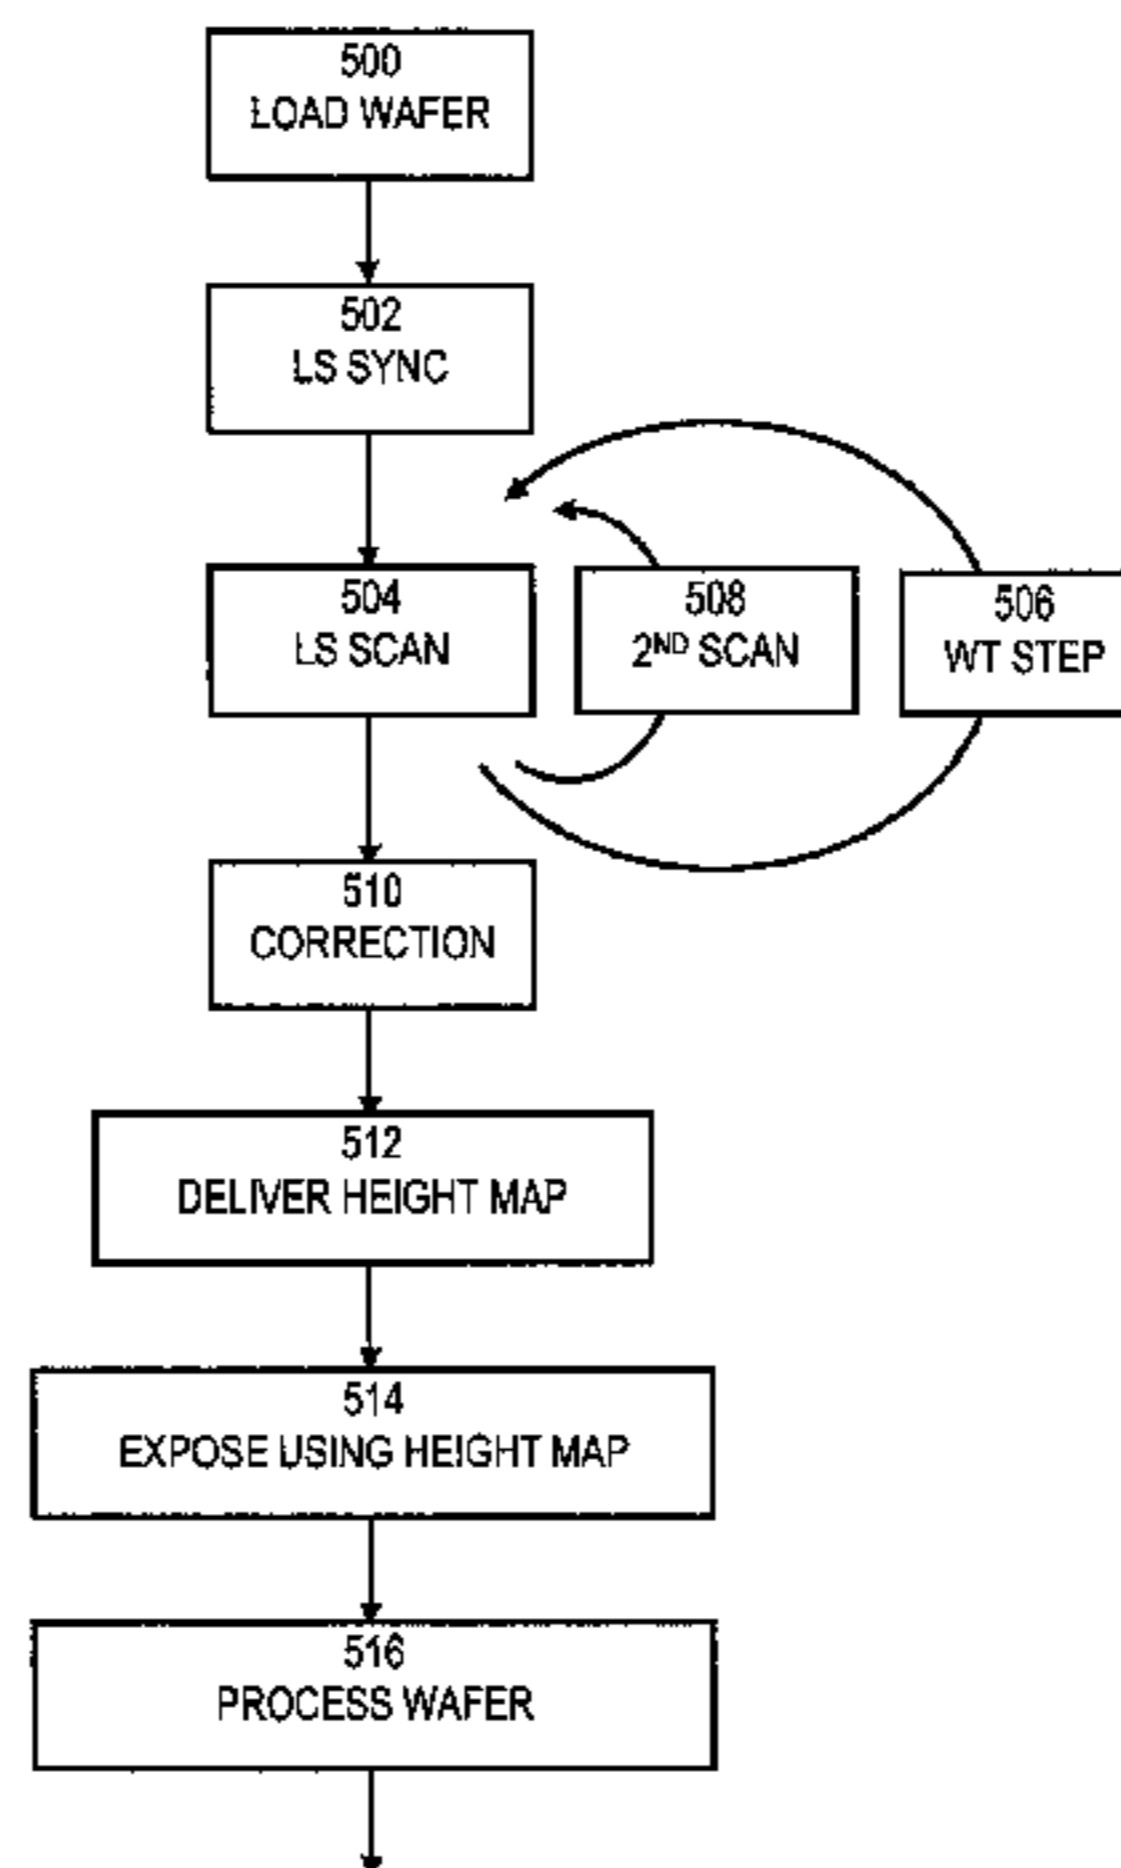 500
LOAD WAFER
502
LS SYNC
504
LS SCAN
508
2ND SCAN
506
WT STEP
510
CORRECTION
512
DELIVER HEIGHT MAP
514
EXPOSE USING HEIGHT MAP
516
PROCESS WAFER